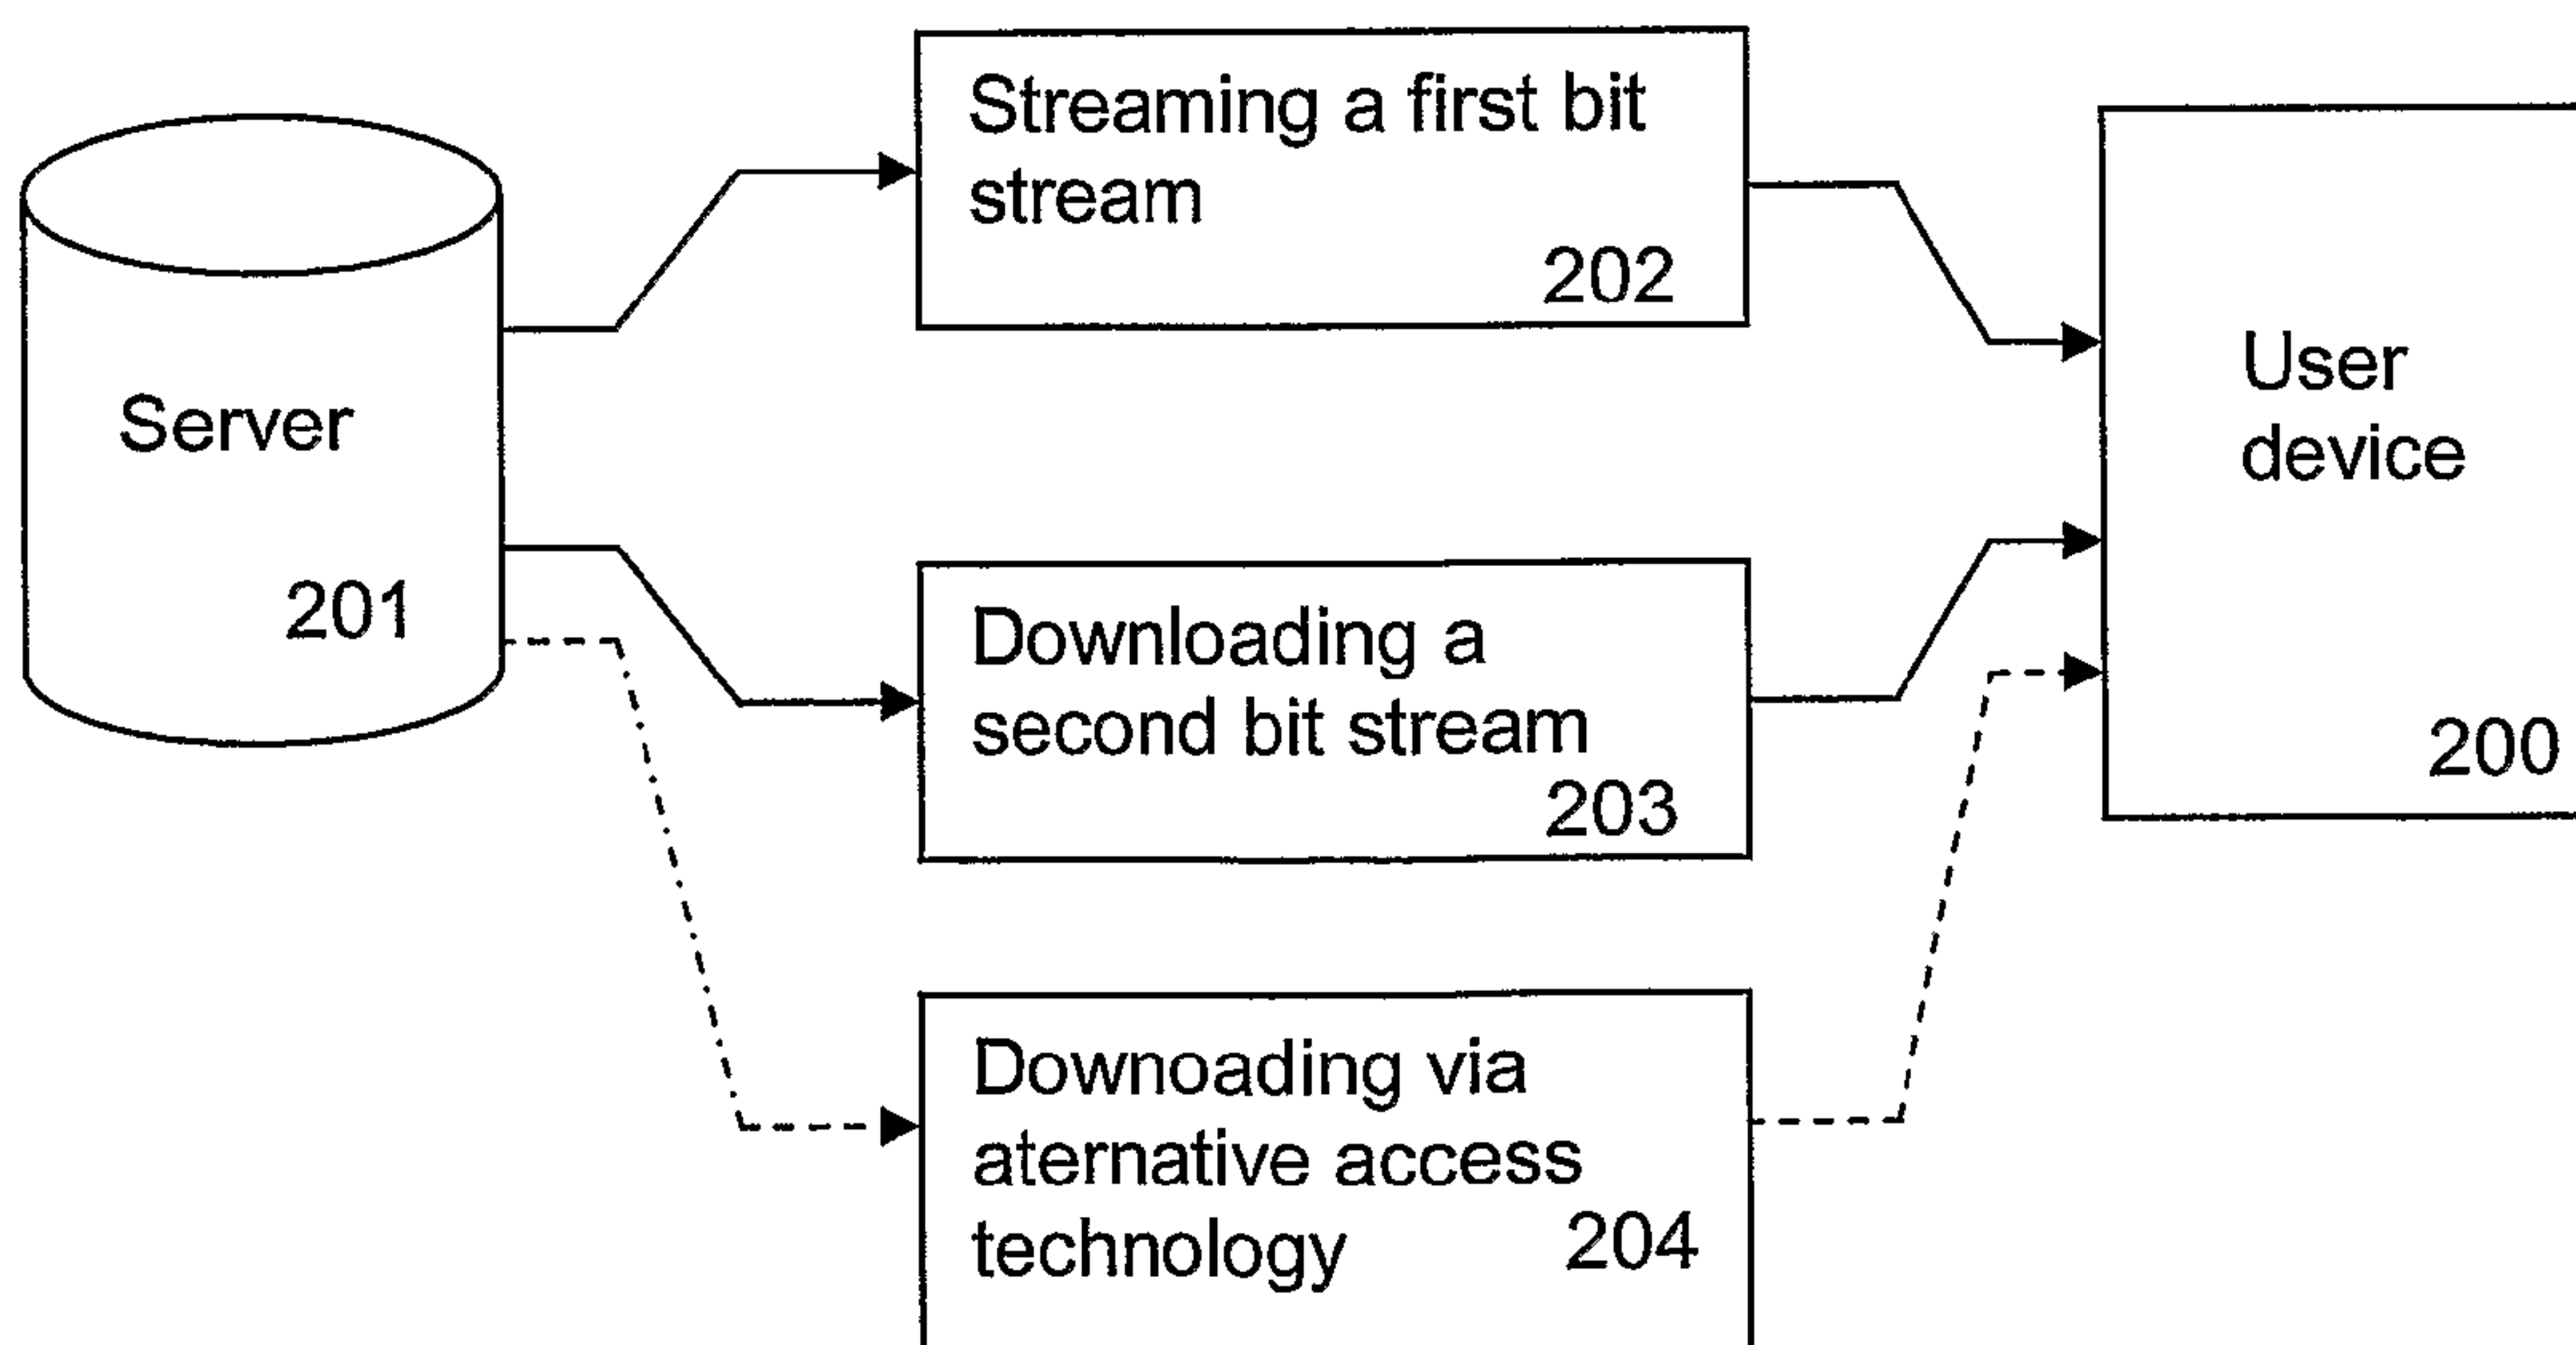 Streaming a first bit
stream
202
Server
201
User
device
200
Downloading a
second bit stream
203
Downoading via
aternative access
technology 204